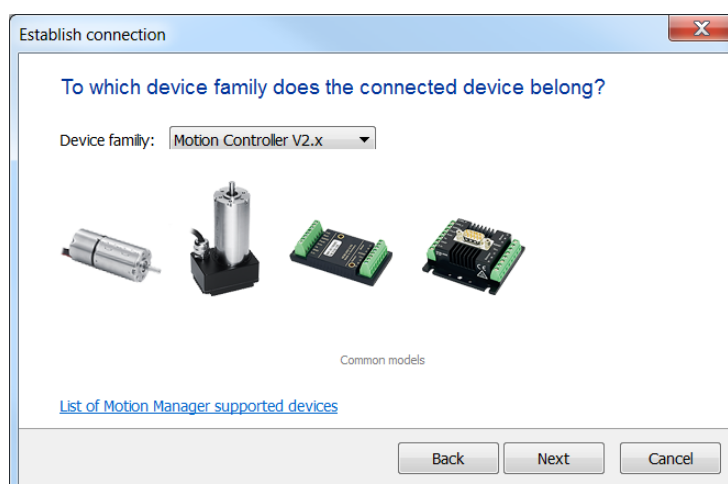 Establish connection
To which device family does the connected device belong?
Device familiy: Motion Controller V2.x
Common models
List of Motion Manager supported devices
Back Next Cancel